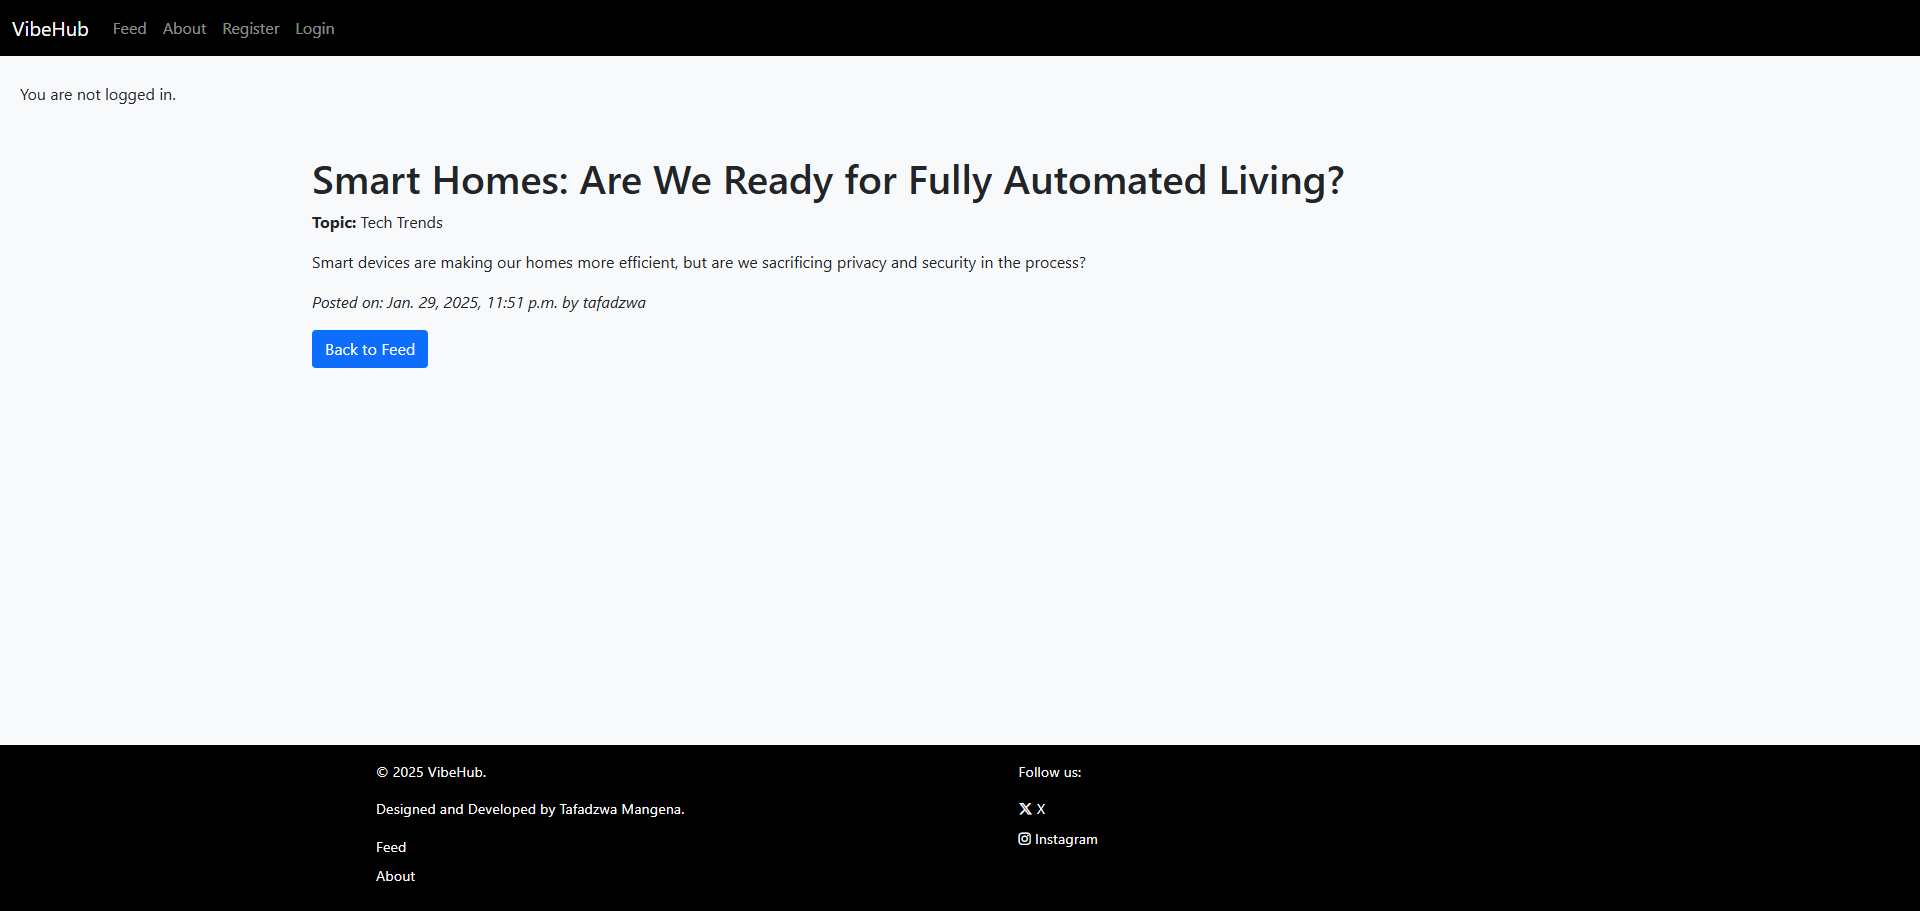 VibeHub Feed About Register Login
You are not logged in.
Smart Homes: Are We Ready for Fully Automated Living?
Topic: Tech Trends
Smart devices are making our homes more efficient, but are we sacrificing privacy and security in the process?
Posted on: Jan. 29, 2025, 11:51 p.m. by tafadzwa
Back to Feed
© 2025 VibeHub.
Designed and Developed by Tafadzwa Mangena.
Feed
About
Follow us:
X
Instagram